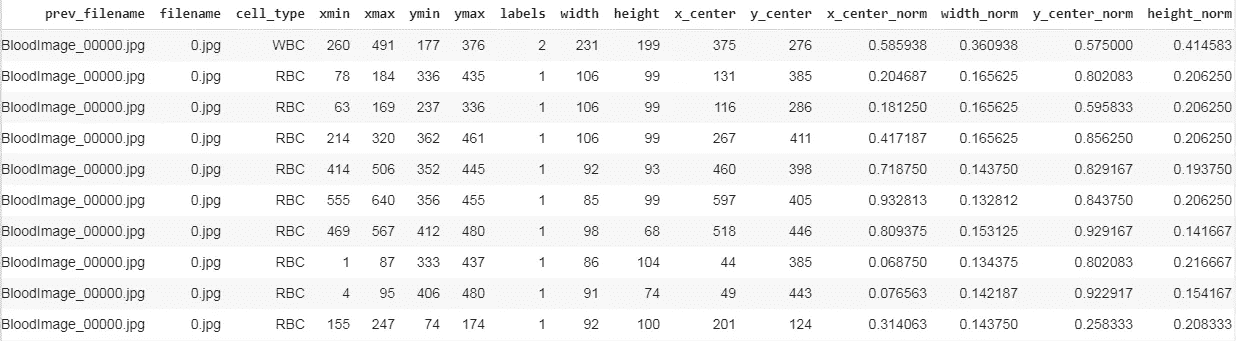 prev_filename filename cell_type xmin xmax ymin ymax labels width height x_center y_center x_center_norm width_norm y_center_norm height_norm
BloodImage_00000.jpg 0.jpg WBC 260 491 177 376 2 231 199 375 276 0.585938 0.360938 0.575000 0.414583
BloodImage_00000.jpg 0.jpg RBC 78 184 336 435 1 106 99 131 385 0.204687 0.165625 0.802083 0.206250
BloodImage_00000.jpg 0.jpg RBC 63 169 237 336 1 106 99 116 286 0.181250 0.165625 0.595833 0.206250
BloodImage_00000.jpg 0.jpg RBC 214 320 362 461 1 106 99 267 411 0.417187 0.165625 0.856250 0.206250
BloodImage_00000.jpg 0.jpg RBC 414 506 352 445 1 92 93 460 398 0.718750 0.143750 0.829167 0.193750
BloodImage_00000.jpg 0.jpg RBC 555 640 356 455 1 85 99 597 405 0.932813 0.132812 0.843750 0.206250
BloodImage_00000.jpg 0.jpg RBC 469 567 412 480 1 98 68 518 446 0.809375 0.153125 0.929167 0.141667
BloodImage_00000.jpg 0.jpg RBC 1 87 333 437 1 86 104 44 385 0.068750 0.134375 0.802083 0.216667
BloodImage_00000.jpg 0.jpg RBC 4 95 406 480 1 91 74 49 443 0.076563 0.142187 0.922917 0.154167
BloodImage_00000.jpg 0.jpg RBC 155 247 74 174 1 92 100 201 124 0.314063 0.143750 0.258333 0.208333